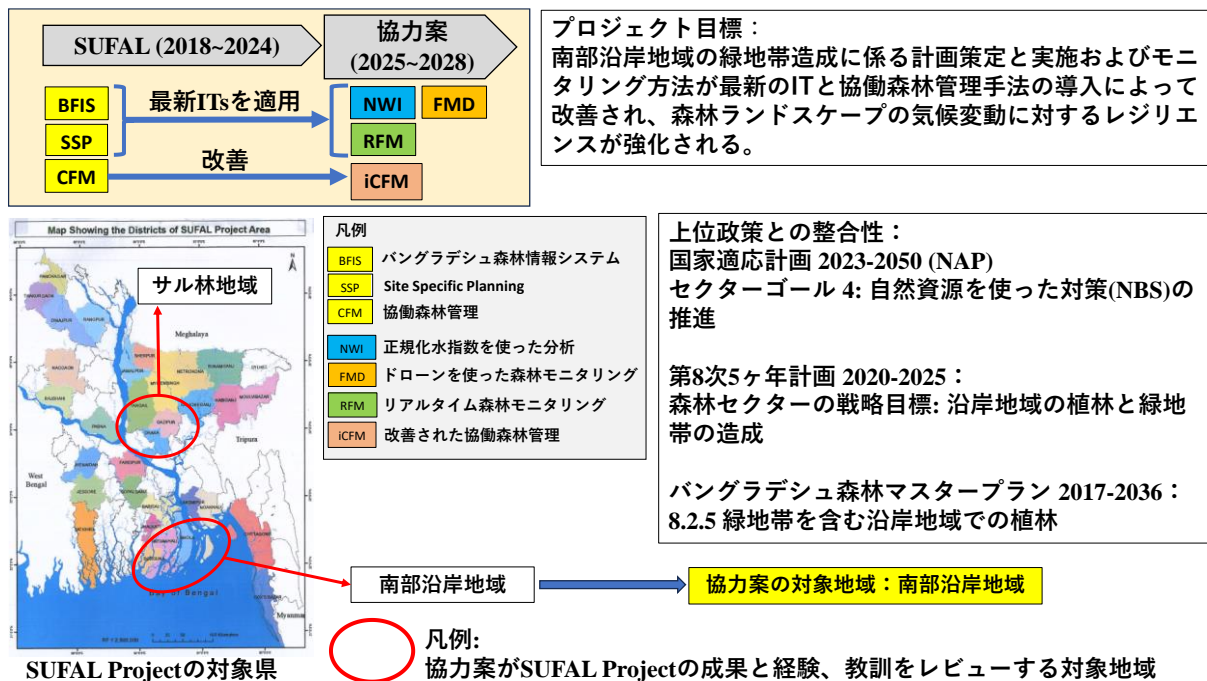 SUFAL (2018~2024)
協力案
(2025~2028)
BFIS
SSP
CFM
最新ITsを適用
改善
NWI
FMD
RFM
iCFM
プロジェクト目標：
南部沿岸地域の緑地帯造成に係る計画策定と実施およびモニ
タリング方法が最新のITと協働森林管理手法の導入によって
改善され、森林ランドスケープの気候変動に対するレジリエ
ンスが強化される。
Map Showing the Districts of SUFAL Project Area
N
サル林地域
Meghalaya
Tripura
West
Bengal
Bay of Bengal
Myanmar
凡例
BFIS バングラデシュ森林情報システム
SSP Site Specific Planning
CFM 協働森林管理
NWI 正規化水指数を使った分析
FMD ドローンを使った森林モニタリング
RFM リアルタイム森林モニタリング
iCFM 改善された協働森林管理
上位政策との整合性：
国家適応計画 2023-2050 (NAP)
セクターゴール 4: 自然資源を使った対策(NBS)の
推進
第8次5ヶ年計画 2020-2025：
森林セクターの戦略目標: 沿岸地域の植林と緑地
帯の造成
バングラデシュ森林マスタープラン 2017-2036：
8.2.5 緑地帯を含む沿岸地域での植林
南部沿岸地域
協力案の対象地域：南部沿岸地域
SUFAL Projectの対象県
凡例:
協力案がSUFAL Projectの成果と経験、教訓をレビューする対象地域